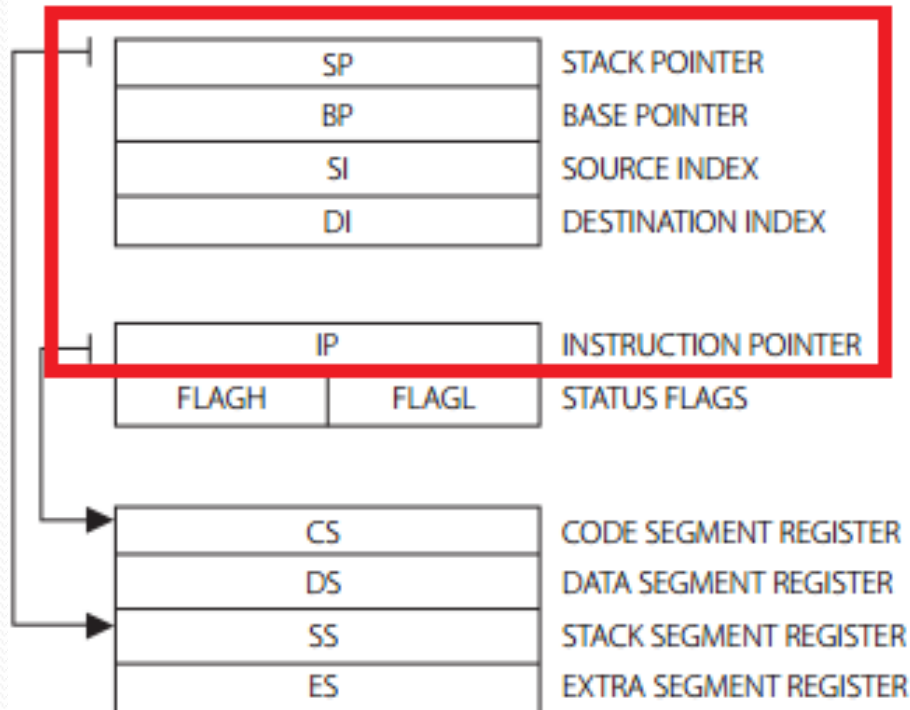 SP STACK POINTER
BP BASE POINTER
SI SOURCE INDEX
DI DESTINATION INDEX
IP INSTRUCTION POINTER
FLAGH FLAGL STATUS FLAGS
CS CODE SEGMENT REGISTER
DS DATA SEGMENT REGISTER
SS STACK SEGMENT REGISTER
ES EXTRA SEGMENT REGISTER